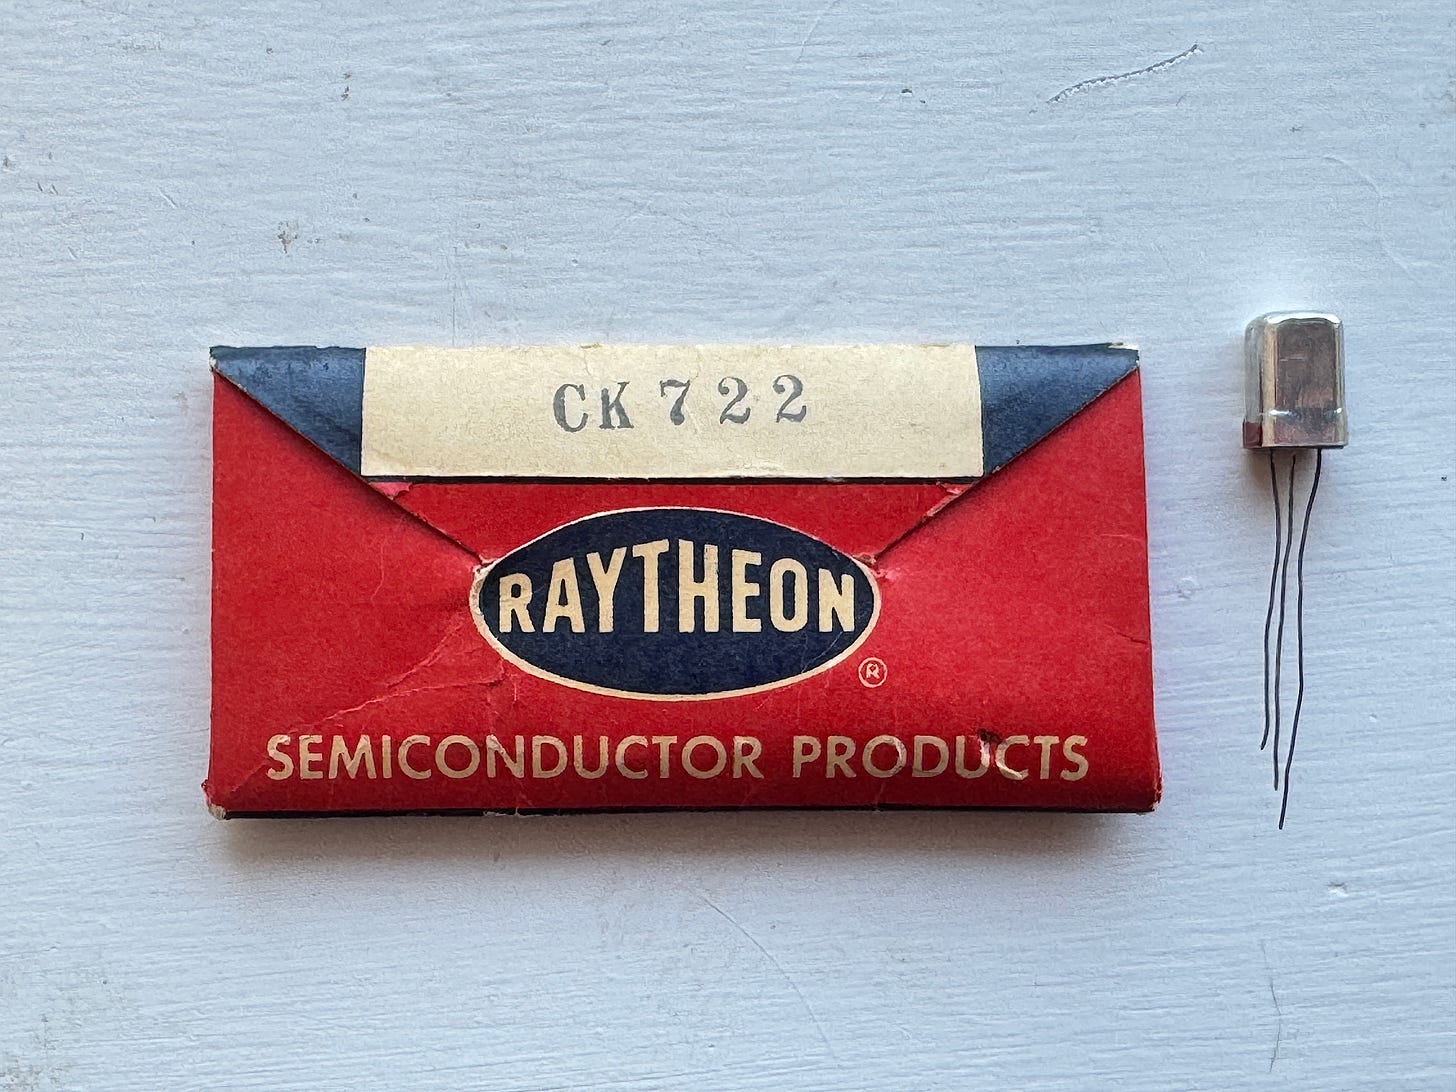 CK 722
RAYTHEON
®
SEMICONDUCTOR PRODUCTS